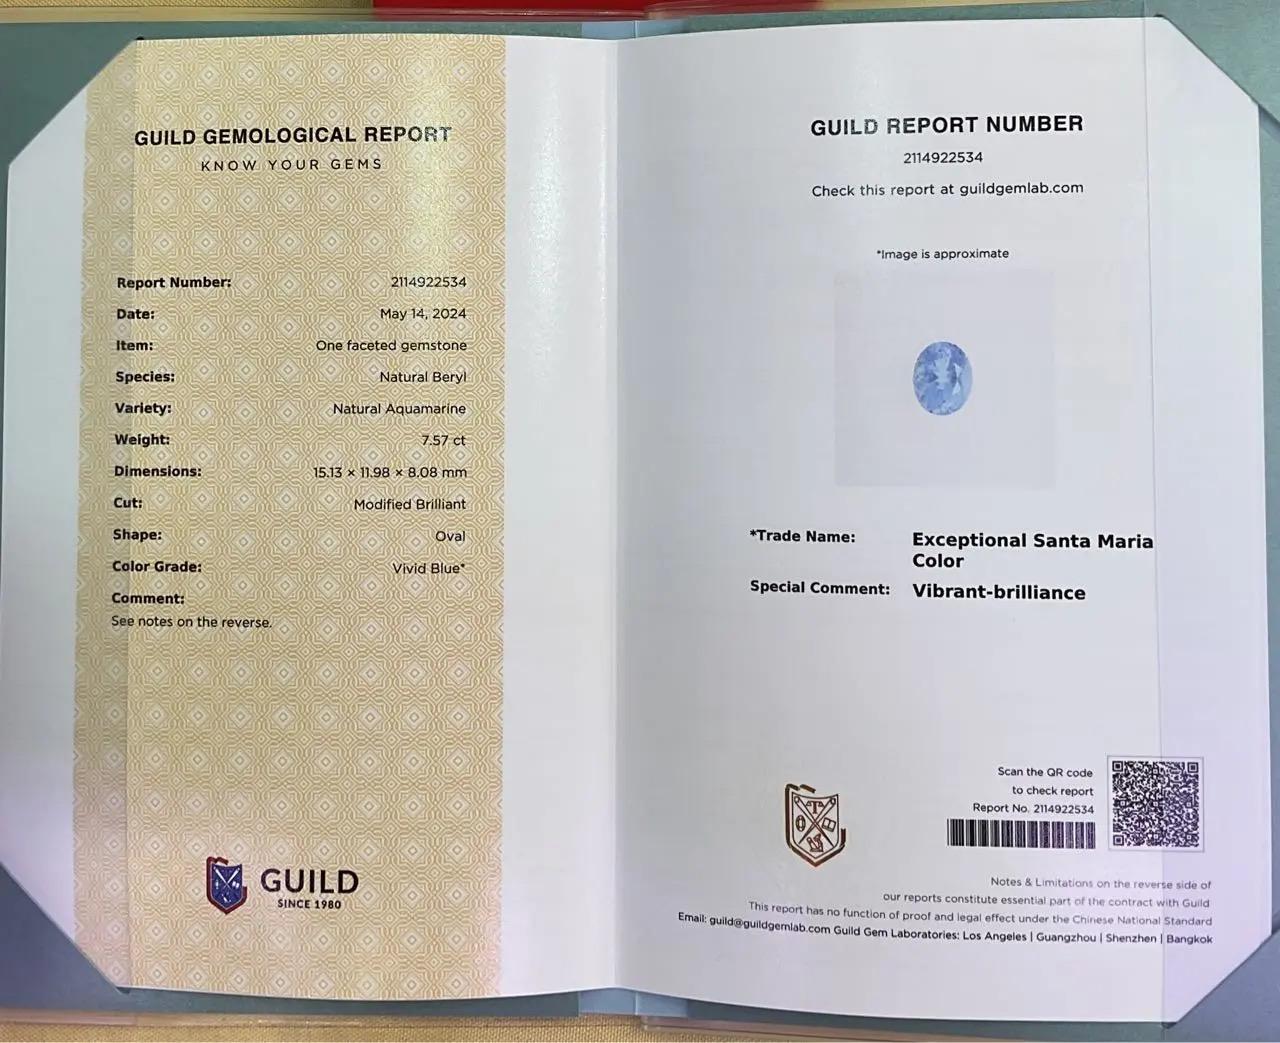 GUILD GEMOLOGICAL REPORT
KNOW YOUR GEMS
Report Number: 2114922534
Date: May 14, 2024
Item: One faceted gemstone
Species: Natural Beryl
Variety: Natural Aquamarine
Weight: 7.57 ct
Dimensions: 15.13 × 11.98 × 8.08 mm
Cut: Modified Brilliant
Shape: Oval
Color Grade: Vivid Blue*
Comment:
See notes on the reverse.
GUILD
SINCE 1980
GUILD REPORT NUMBER
2114922534
Check this report at guildgemlab.com
*Image is approximate
*Trade Name: Exceptional Santa Maria
Color
Special Comment: Vibrant-brilliance
Scan the QR code
to check report
Report No. 2114922534
Notes & Limitations on the reverse side of
our reports constitute essential part of the contract with Guild
This report has no function of proof and legal effect under the Chinese National Standard
Email: guild@guildgemlab.com Guild Gem Laboratories: Los Angeles | Guangzhou | Shenzhen | Bangkok